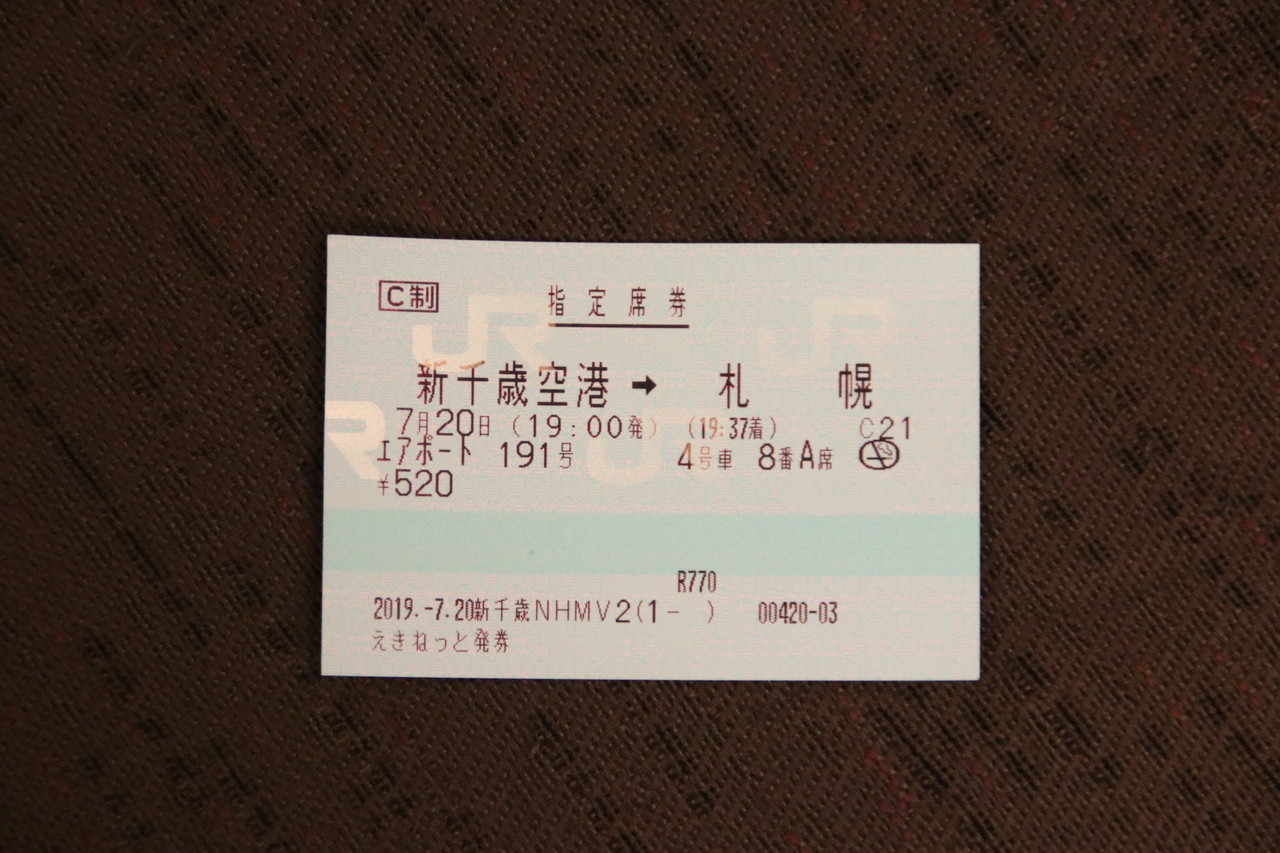 C制 指定席券
新千歳空港 → 札幌
7月20日 (19:00発) (19:37着) C21
エアポート 191号 4号車 8番A席
¥520
R770
2019.-7.20新千歳NHMV2(1- ) 00420-03
えきねっと発券
JR JR
R JR